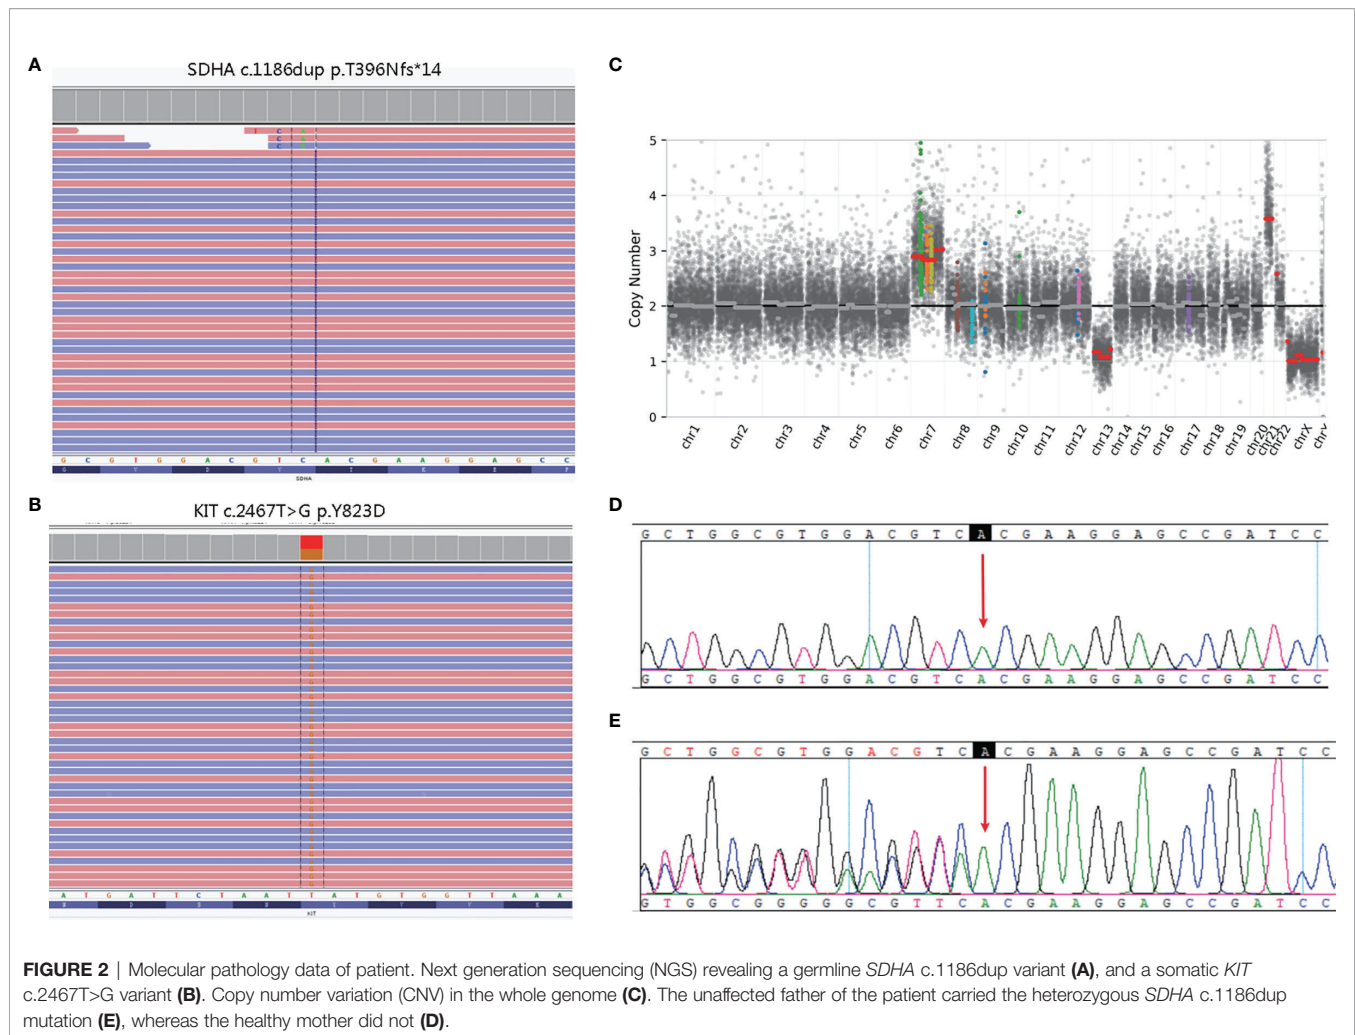 A
SDHA c.1186dup p.T396Nfs*14
T C A
C A
C
G C G T G G A C G T C A C G A A G G A G C C
G V D V T K E P
SDHA
B
KIT c.2467T>G p.Y823D
G
A T G A T T C T A A T T A T G T G G T T A A A
N D S N Y V V K
KIT
C
Copy Number
5
4
3
2
1
0
chr1 chr2 chr3 chr4 chr5 chr6 chr7 chr8 chr9 chr10 chr11 chr12 chr13 chr14 chr15 chr16 chr17 chr18 chr19 chr20 chr21 chr22 chrX chrY
D
G C T G G C G T G G A C G T C A C G A A G G A G C C G A T C C
G C T G G C G T G G A C G T C A C G A A G G A G C C G A T C C
E
G C T G G C G T G G A C G T C A C G A A G G A G C C G A T C C
G T G G C G G G G G C G T T C A C G A A G G A G C C G A T C C
FIGURE 2 | Molecular pathology data of patient. Next generation sequencing (NGS) revealing a germline SDHA c.1186dup variant (A), and a somatic KIT
c.2467T>G variant (B). Copy number variation (CNV) in the whole genome (C). The unaffected father of the patient carried the heterozygous SDHA c.1186dup
mutation (E), whereas the healthy mother did not (D).